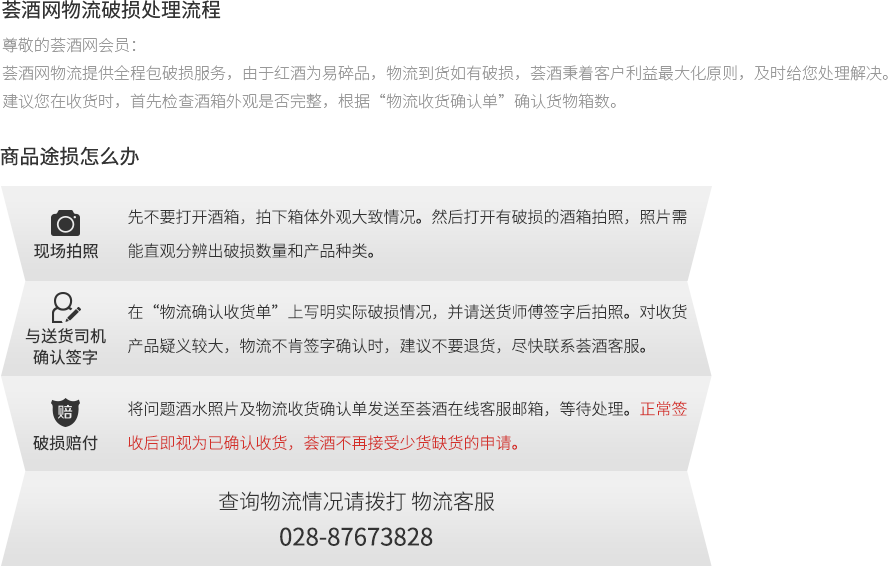 荟酒网物流破损处理流程
尊敬的荟酒网会员：
荟酒网物流提供全程包破损服务，由于红酒为易碎品，物流到货如有破损，荟酒秉着客户利益最大化原则，及时给您处理解决。
建议您在收货时，首先检查酒箱外观是否完整，根据“物流收货确认单”确认货物箱数。
商品途损怎么办
现场拍照
先不要打开酒箱，拍下箱体外观大致情况。然后打开有破损的酒箱拍照，照片需
能直观分辨出破损数量和产品种类。
与送货司机
确认签字
在“物流确认收货单”上写明实际破损情况，并请送货师傅签字后拍照。对收货
产品疑义较大，物流不肯签字确认时，建议不要退货，尽快联系荟酒客服。
赔
破损赔付
将问题酒水照片及物流收货确认单发送至荟酒在线客服邮箱，等待处理。正常签
收后即视为已确认收货，荟酒不再接受少货缺货的申请。
查询物流情况请拨打 物流客服
028-87673828